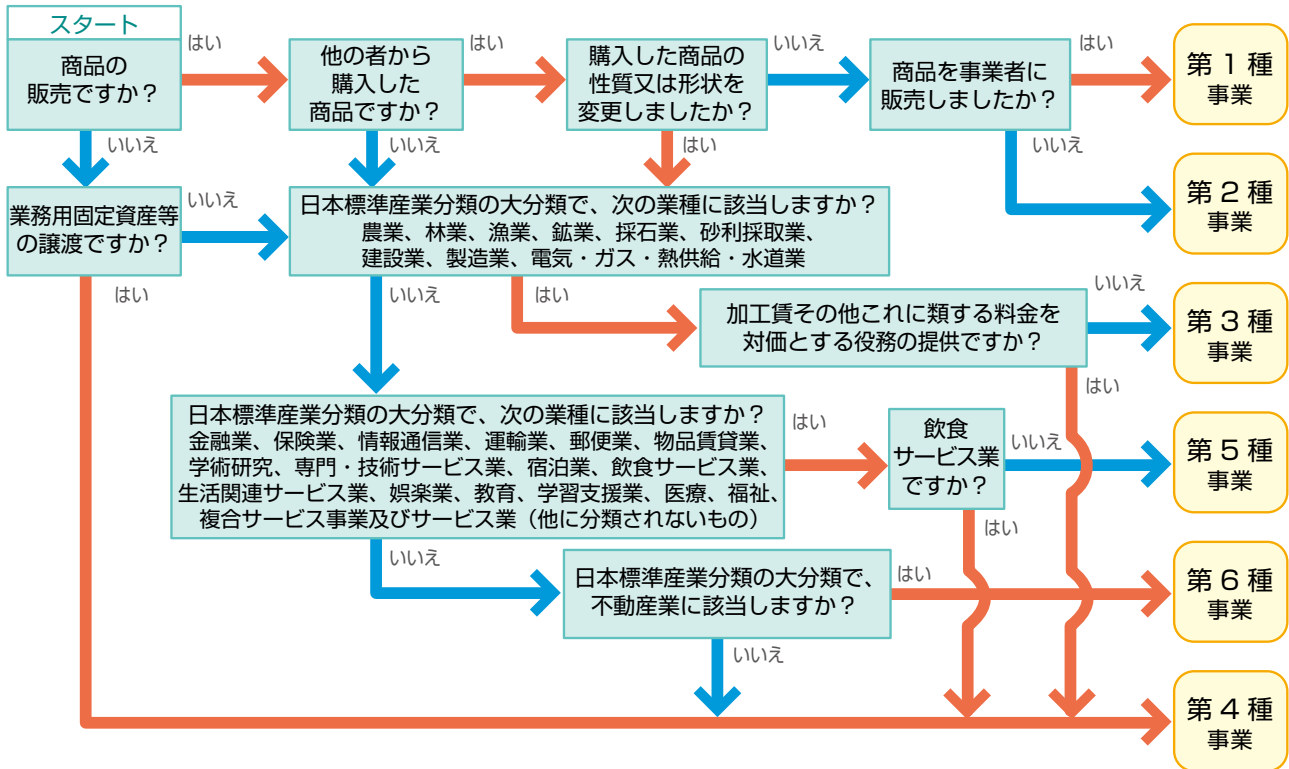 スタート
商品の
販売ですか？
はい
他の者から
購入した
商品ですか？
はい
購入した商品の
性質又は形状を
変更しましたか？
いいえ
商品を事業者に
販売しましたか？
はい
第１種
事業
いいえ
いいえ
はい
いいえ
第２種
事業
業務用固定資産等
の譲渡ですか？
いいえ
日本標準産業分類の大分類で、次の業種に該当しますか？
農業、林業、漁業、鉱業、採石業、砂利採取業、
建設業、製造業、電気・ガス・熱供給・水道業
はい
いいえ
はい
加工賃その他これに類する料金を
対価とする役務の提供ですか？
いいえ
第３種
事業
はい
日本標準産業分類の大分類で、次の業種に該当しますか？
金融業、保険業、情報通信業、運輸業、郵便業、物品賃貸業、
学術研究、専門・技術サービス業、宿泊業、飲食サービス業、
生活関連サービス業、娯楽業、教育、学習支援業、医療、福祉、
複合サービス事業及びサービス業（他に分類されないもの）
はい
飲食
サービス業
ですか？
いいえ
第５種
事業
はい
いいえ
日本標準産業分類の大分類で、
不動産業に該当しますか？
はい
第６種
事業
いいえ
第４種
事業